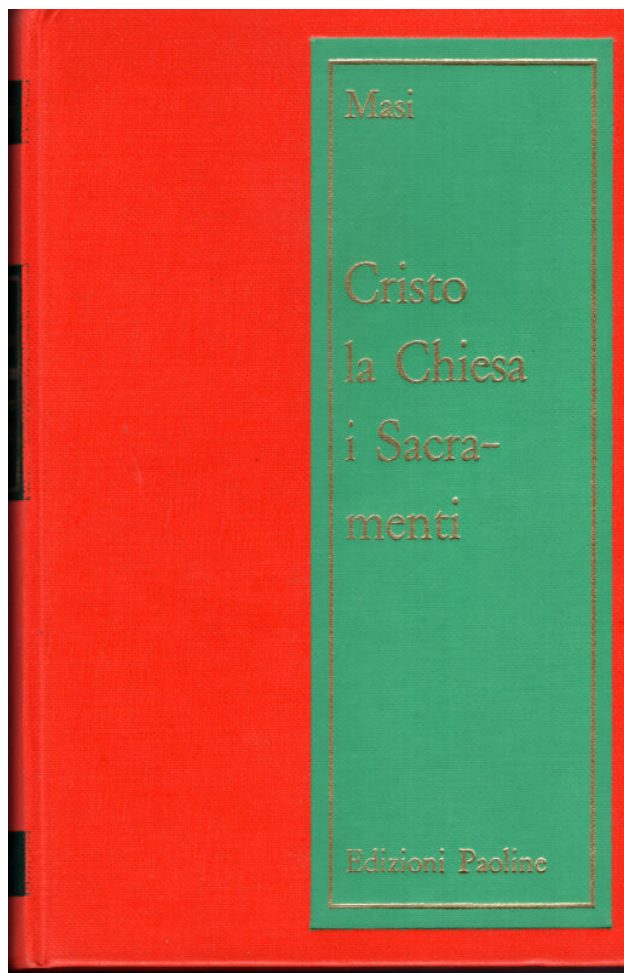 Masi
Cristo
la Chiesa
i Sacra-
menti
Edizioni Paoline